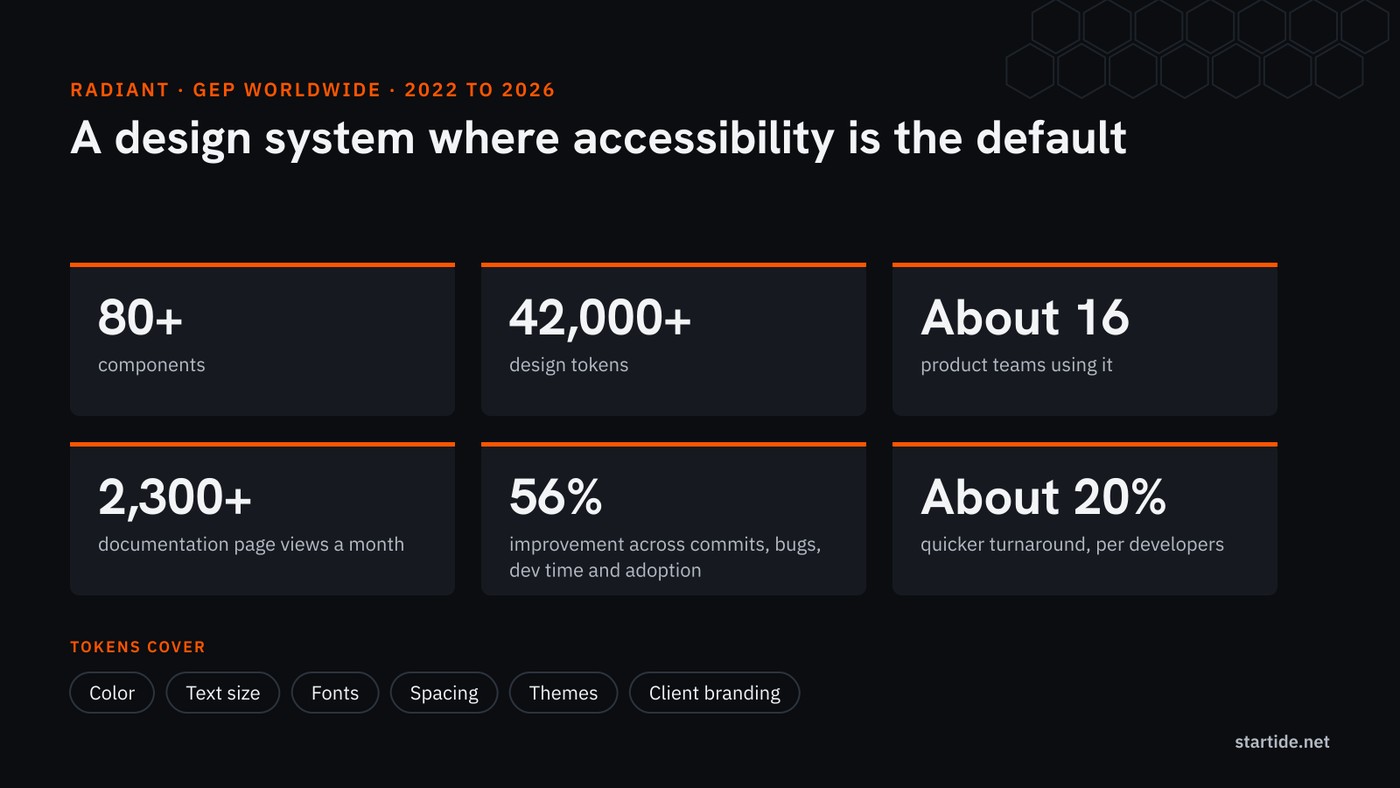 RADIANT · GEP WORLDWIDE · 2022 TO 2026
A design system where accessibility is the default
80+
components
42,000+
design tokens
About 16
product teams using it
2,300+
documentation page views a month
56%
improvement across commits, bugs,
dev time and adoption
About 20%
quicker turnaround, per developers
TOKENS COVER
Color
Text size
Fonts
Spacing
Themes
Client branding
startide.net